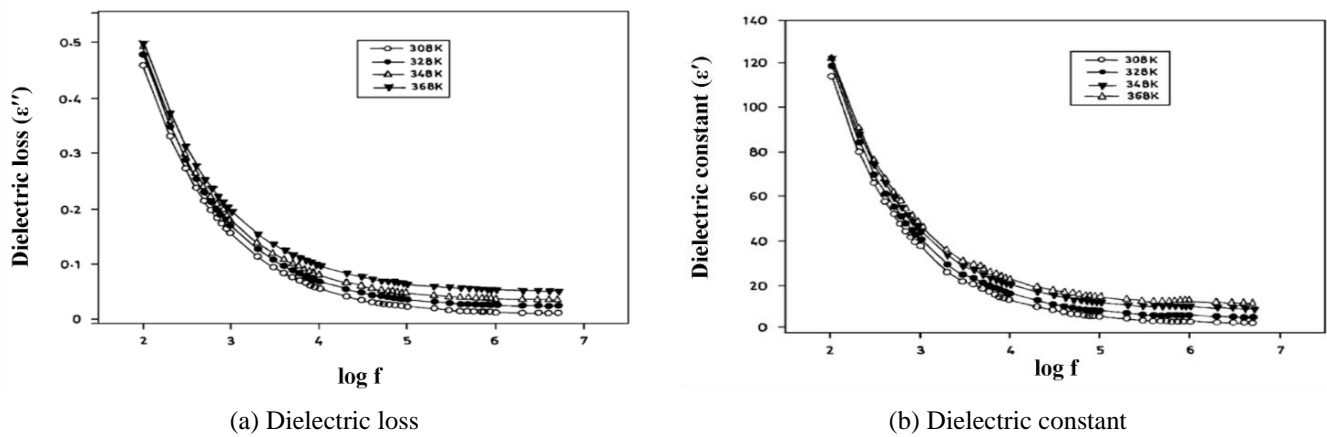 Dielectric loss (ε″)
0·5
0·4
0·3
0·2
0·1
0
308K
328K
348K
368K
2 3 4 5 6 7
log f
(a) Dielectric loss
Dielectric constant (ε′)
140
120
100
80
60
40
20
0
308K
328K
348K
368K
2 3 4 5 6 7
log f
(b) Dielectric constant